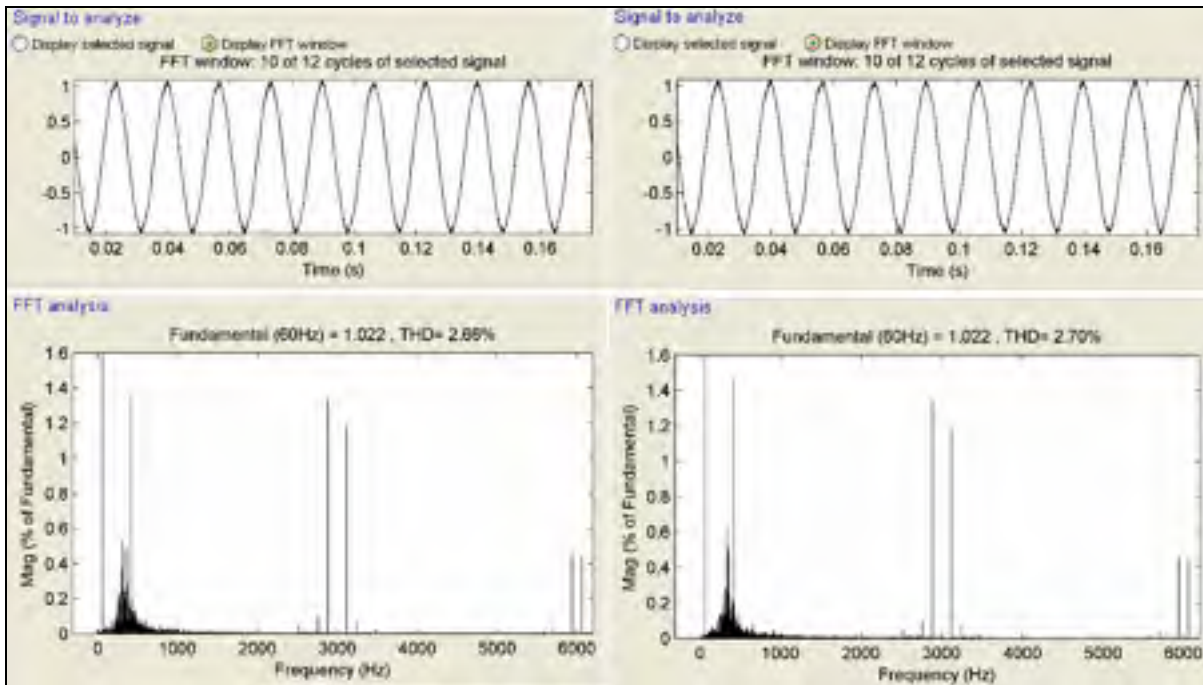 Signal to analyze
Display selected signal Display FFT window
FFT window: 10 of 12 cycles of selected signal
1
0.5
0
-0.5
-1
0.02 0.04 0.06 0.08 0.1 0.12 0.14 0.16
Time (s)
FFT analysis
Fundamental (60Hz) = 1.022 , THD= 2.66%
Mag (% of Fundamental)
1.6
1.4
1.2
1
0.8
0.6
0.4
0.2
0
0 1000 2000 3000 4000 5000 6000
Frequency (Hz)
Signal to analyze
Display selected signal Display FFT window
FFT window: 10 of 12 cycles of selected signal
1
0.5
0
-0.5
-1
0.02 0.04 0.06 0.08 0.1 0.12 0.14 0.16
Time (s)
FFT analysis
Fundamental (60Hz) = 1.022 , THD= 2.70%
Mag (% of Fundamental)
1.6
1.4
1.2
1
0.8
0.6
0.4
0.2
0
0 1000 2000 3000 4000 5000 6000
Frequency (Hz)